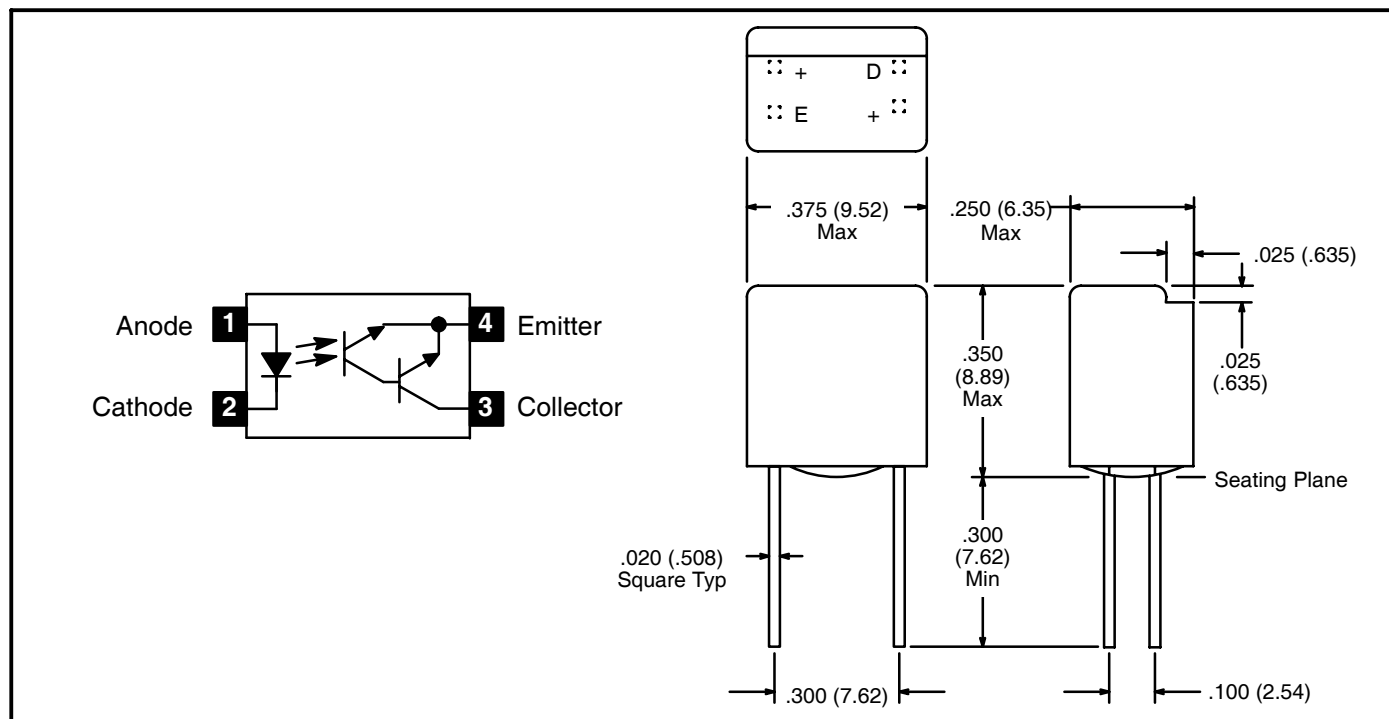 + D
E +
.375 (9.52)
Max
.250 (6.35)
Max
.025 (.635)
Anode 1 4 Emitter
Cathode 2 3 Collector
.350
(8.89)
Max
.025
(.635)
Seating Plane
.300
(7.62)
Min
.020 (.508)
Square Typ
.300 (7.62)
.100 (2.54)